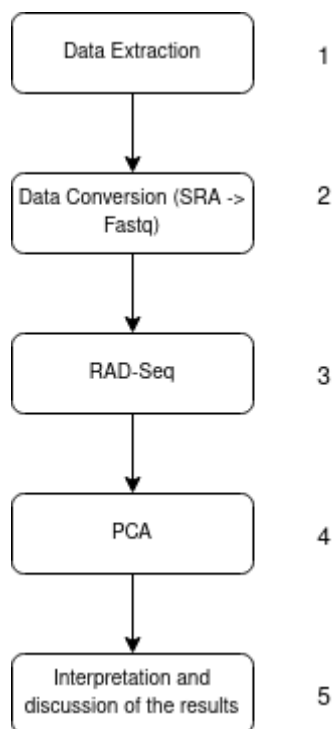 Data Extraction
1
Data Conversion (SRA ->
Fastq)
2
RAD-Seq
3
PCA
4
Interpretation and
discussion of the results
5